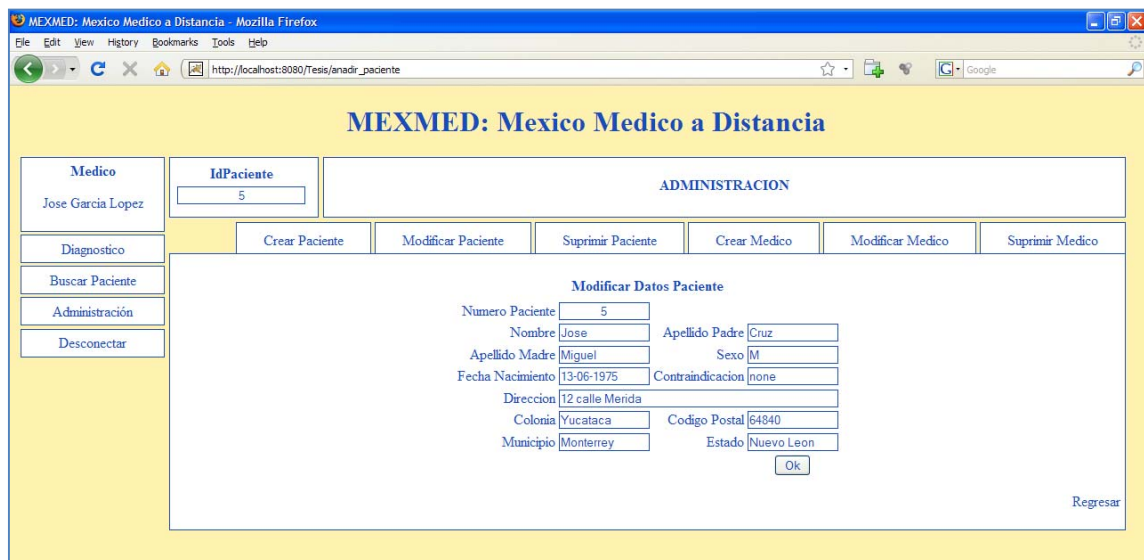 MEXMED: Mexico Medico a Distancia - Mozilla Firefox
File Edit View History Bookmarks Tools Help
http://localhost:8080/Tesis/anadir_paciente
Google
MEXMED: Mexico Medico a Distancia
Medico
Jose Garcia Lopez
IdPaciente
5
ADMINISTRACION
Diagnostico
Buscar Paciente
Administración
Desconectar
Crear Paciente Modificar Paciente Suprimir Paciente Crear Medico Modificar Medico Suprimir Medico
Modificar Datos Paciente
Numero Paciente 5
Nombre Jose Apellido Padre Cruz
Apellido Madre Miguel Sexo M
Fecha Nacimiento 13-06-1975 Contraindicacion none
Direccion 12 calle Merida
Colonia Yucataca Codigo Postal 64840
Municipio Monterrey Estado Nuevo Leon
Ok
Regresar